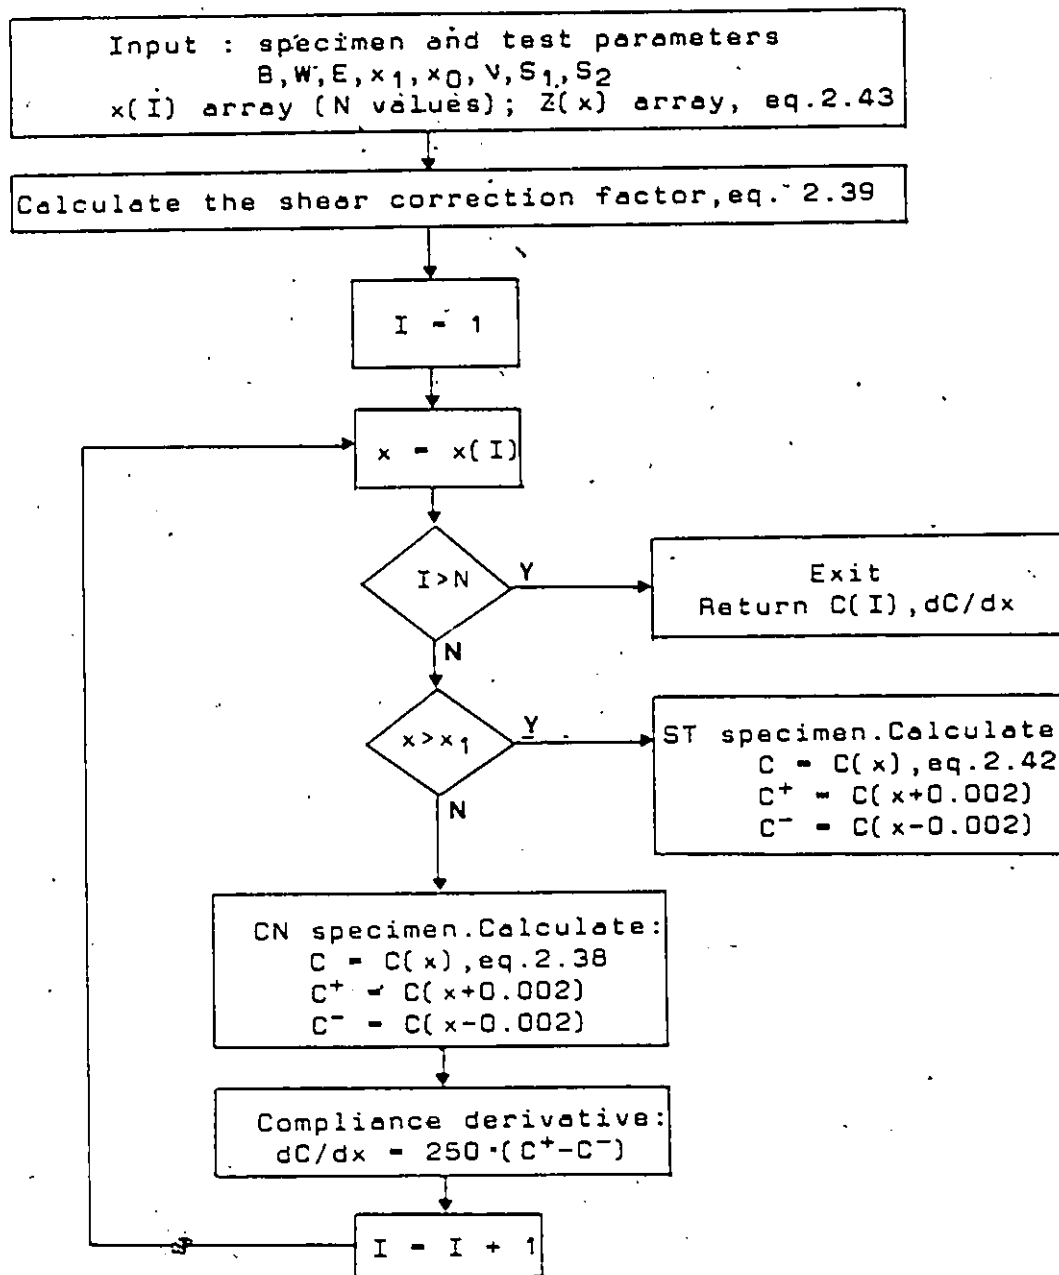 Input : specimen and test parameters
B,W,E,x₁,x₀,V,S₁,S₂
x(I) array (N values); Z(x) array, eq.2.43
Calculate the shear correction factor,eq. 2.39
I = 1
x = x(I)
I>N
Y
Exit
Return C(I),dC/dx
N
x>x₁
Y
ST specimen.Calculate
C = C(x),eq.2.42
C⁺ = C(x+0.002)
C⁻ = C(x-0.002)
N
CN specimen.Calculate:
C = C(x),eq.2.38
C⁺ = C(x+0.002)
C⁻ = C(x-0.002)
Compliance derivative:
dC/dx = 250·(C⁺-C⁻)
I = I + 1